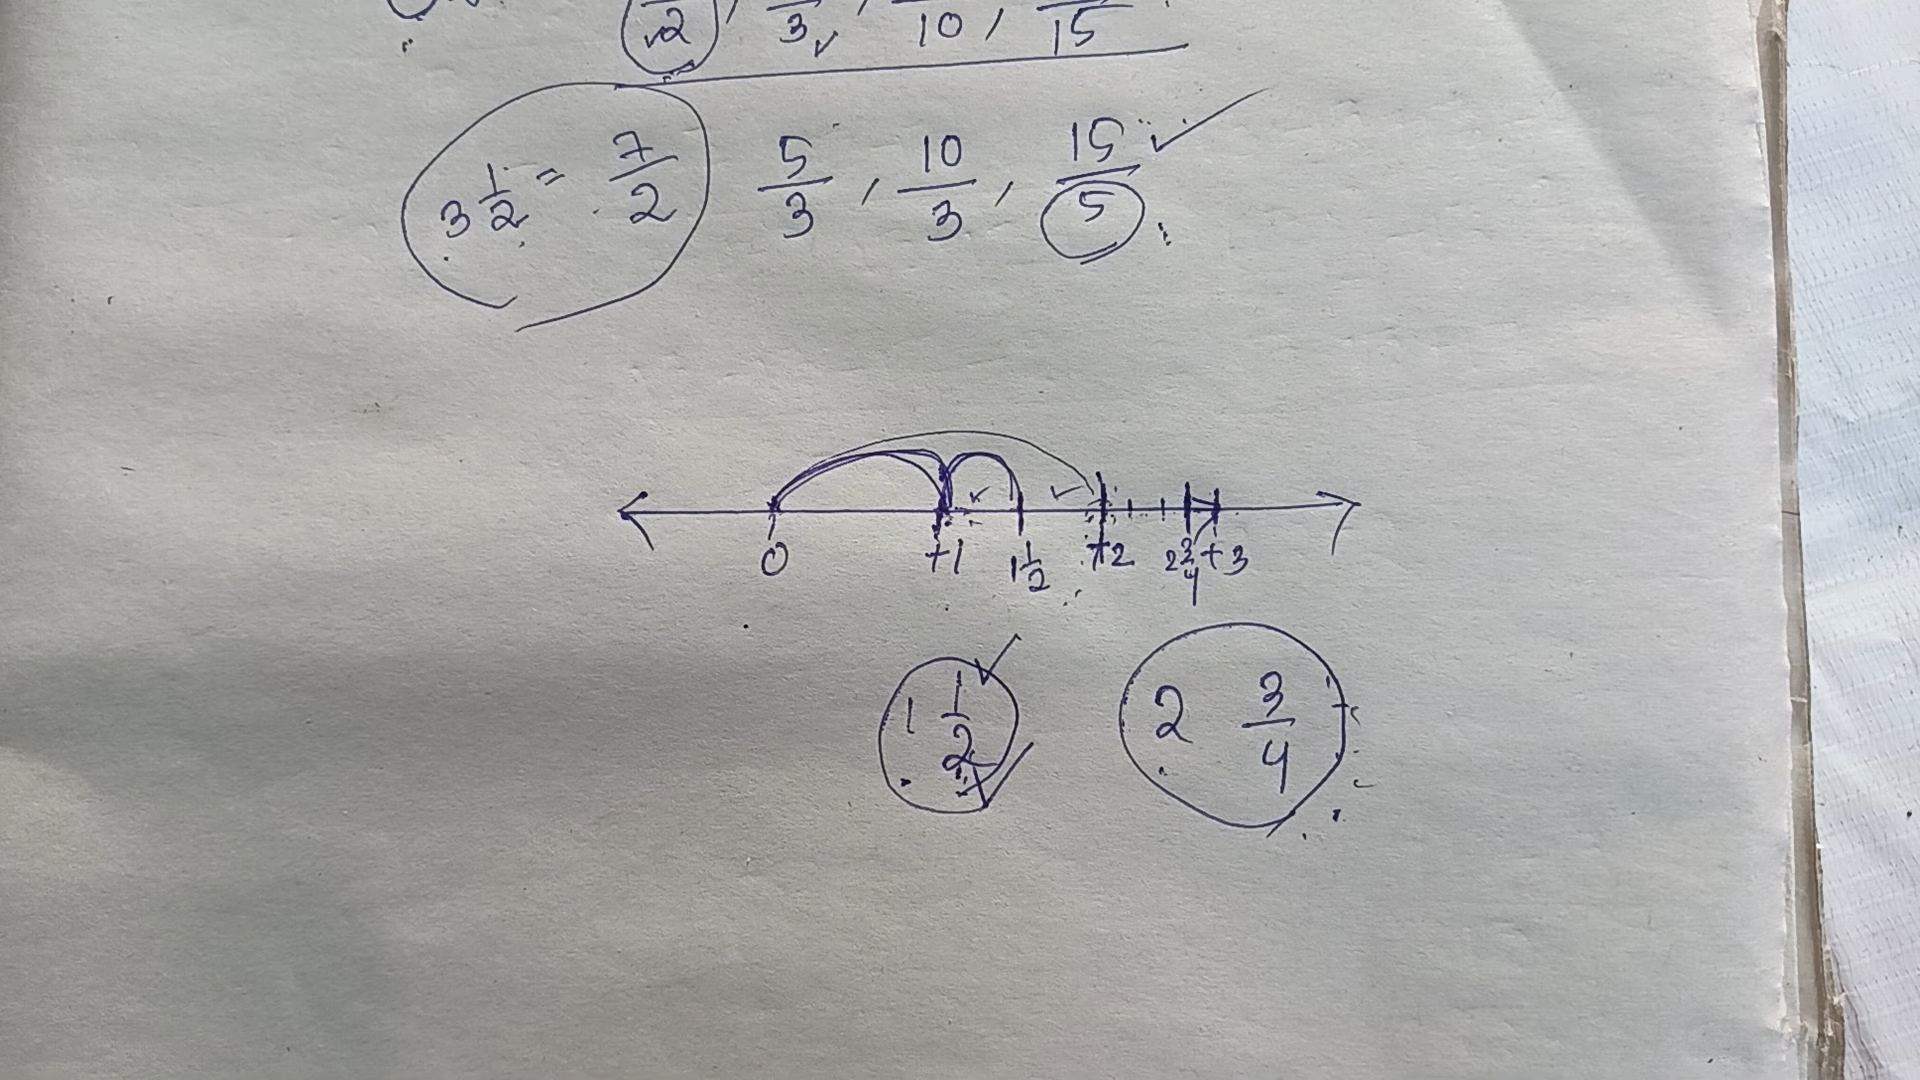 2, 3, 10, 15
3 1/2 = 7/2 5/3, 10/3, 15/5
0 +1 1 1/2 +2 2 3/4 +3
1 1/2 2 3/4